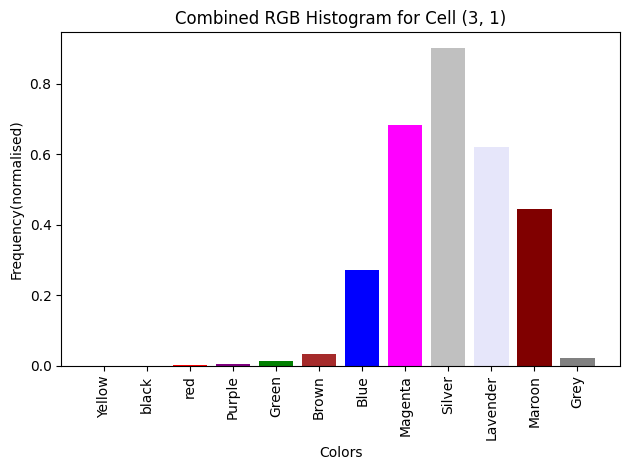 Combined RGB Histogram for Cell (3, 1)
Frequency(normalised)
0.8
0.6
0.4
0.2
0.0
Yellow
black
red
Purple
Green
Brown
Blue
Magenta
Silver
Lavender
Maroon
Grey
Colors